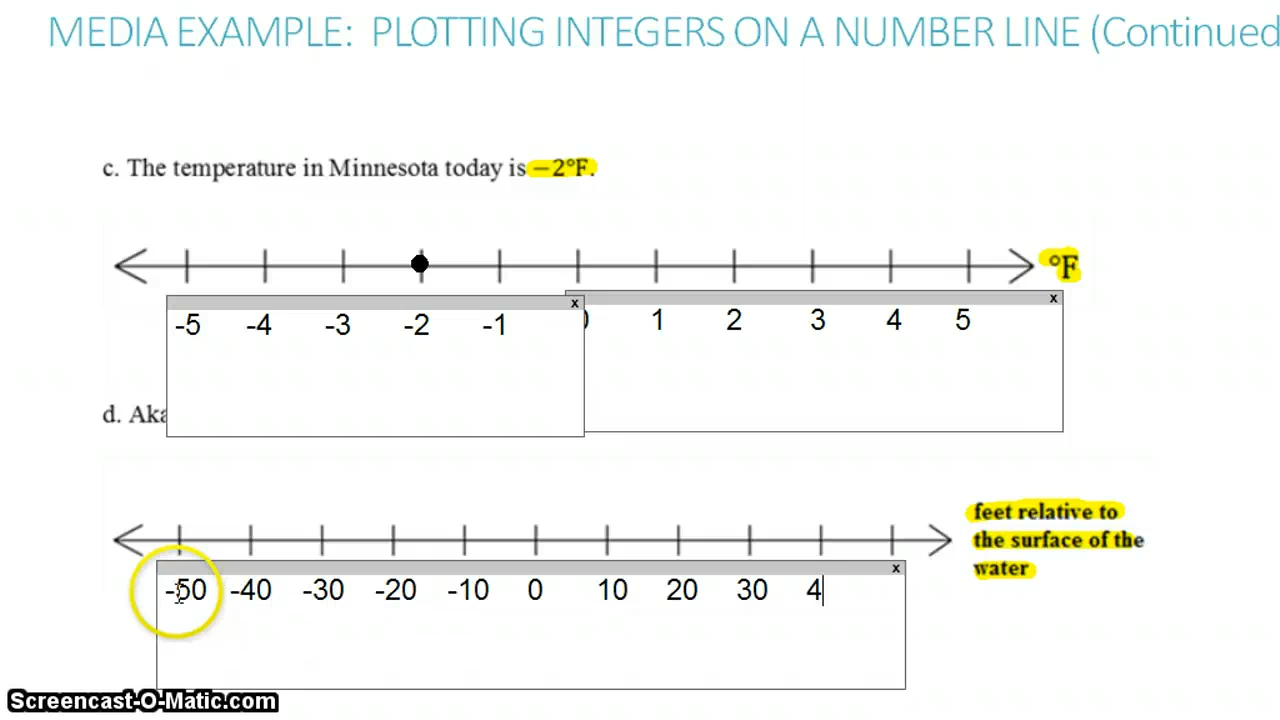 MEDIA EXAMPLE: PLOTTING INTEGERS ON A NUMBER LINE (Continued
c. The temperature in Minnesota today is −2°F.
°F
x
x
-5 -4 -3 -2 -1
1 2 3 4 5
d. Aka
feet relative to
the surface of the
water
x
-50 -40 -30 -20 -10 0 10 20 30 4
Screencast-O-Matic.com